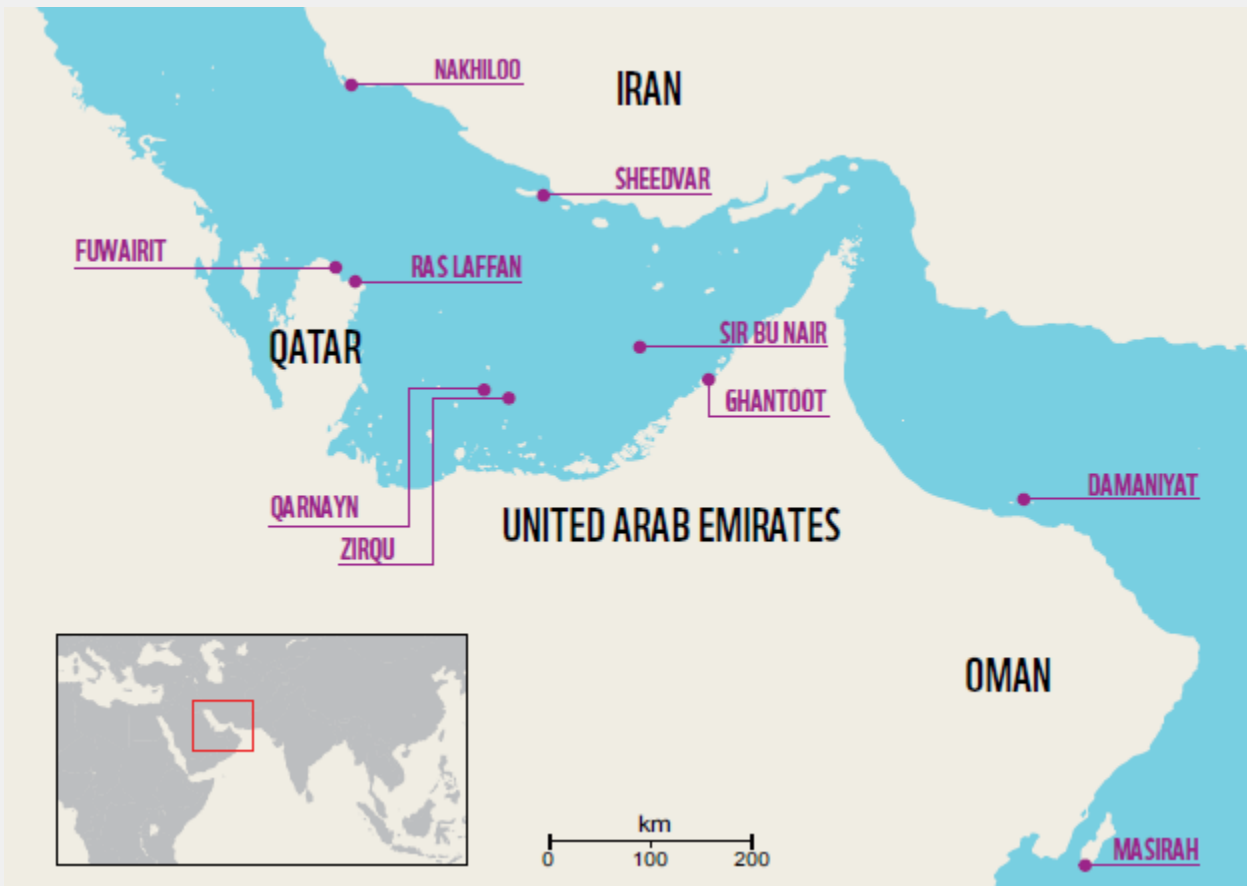 NAKHILOO
IRAN
SHEEDVAR
FUWAIRIT
RAS LAFFAN
QATAR
SIR BU NAIR
GHANTOOT
DAMANIYAT
QARNAYN
UNITED ARAB EMIRATES
ZIRQU
OMAN
km
0 100 200
MASIRAH